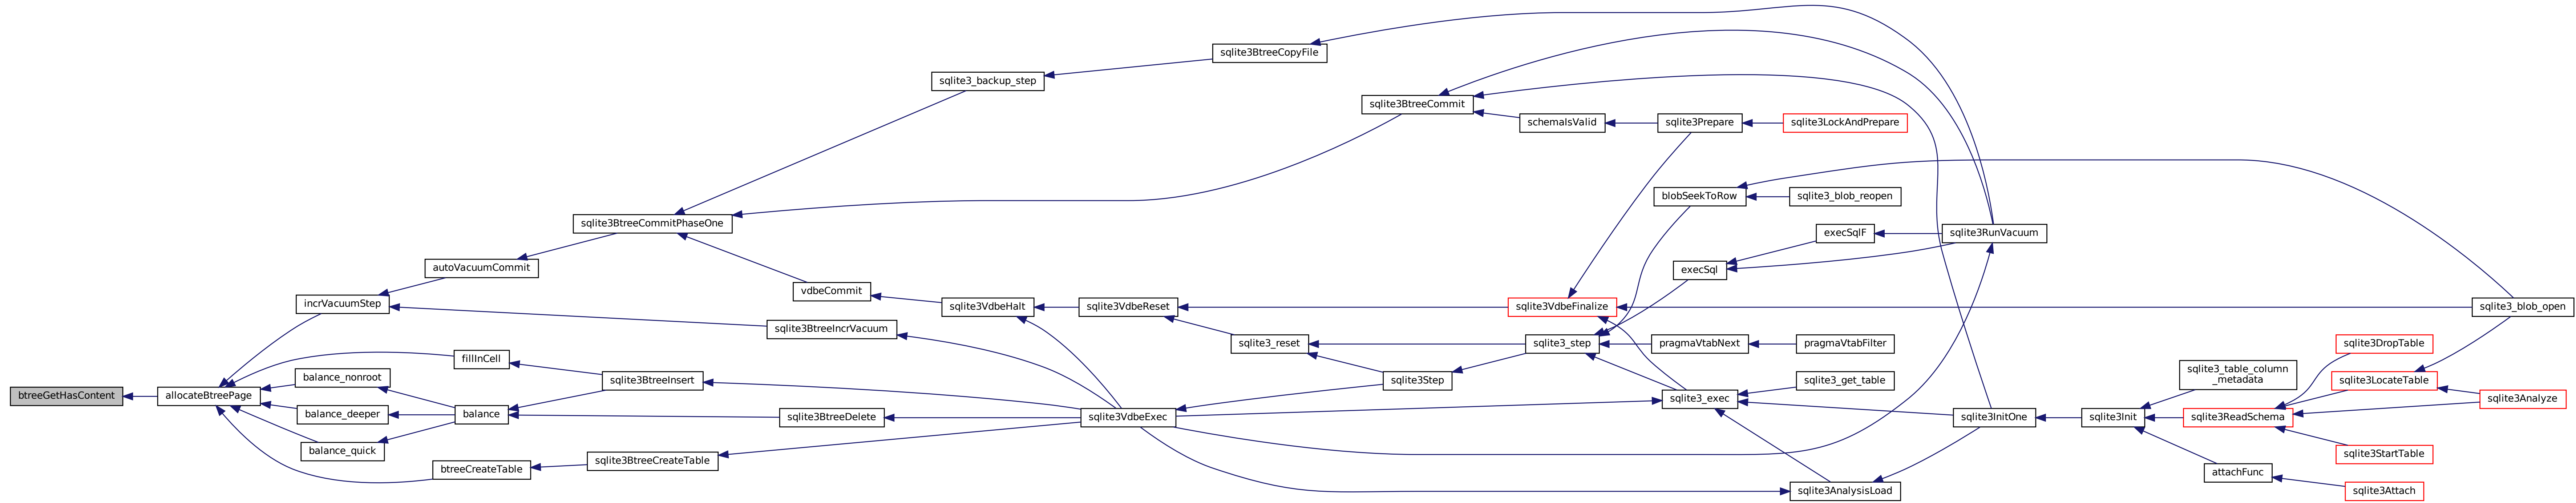 btreeGetHasContent
allocateBtreePage
incrVacuumStep
fillInCell
balance_nonroot
balance_deeper
balance_quick
btreeCreateTable
autoVacuumCommit
balance
sqlite3BtreeCommitPhaseOne
sqlite3BtreeInsert
sqlite3BtreeCreateTable
sqlite3BtreeIncrVacuum
sqlite3BtreeDelete
vdbeCommit
sqlite3_backup_step
sqlite3VdbeHalt
sqlite3VdbeReset
sqlite3VdbeExec
sqlite3BtreeCopyFile
sqlite3_reset
sqlite3BtreeCommit
sqlite3Step
schemaIsValid
sqlite3VdbeFinalize
sqlite3_step
sqlite3Prepare
blobSeekToRow
execSql
pragmaVtabNext
sqlite3_exec
sqlite3LockAndPrepare
sqlite3_blob_reopen
execSqlF
pragmaVtabFilter
sqlite3_get_table
sqlite3AnalysisLoad
sqlite3RunVacuum
sqlite3InitOne
sqlite3Init
sqlite3_table_column
_metadata
sqlite3ReadSchema
attachFunc
sqlite3DropTable
sqlite3LocateTable
sqlite3StartTable
sqlite3Attach
sqlite3_blob_open
sqlite3Analyze